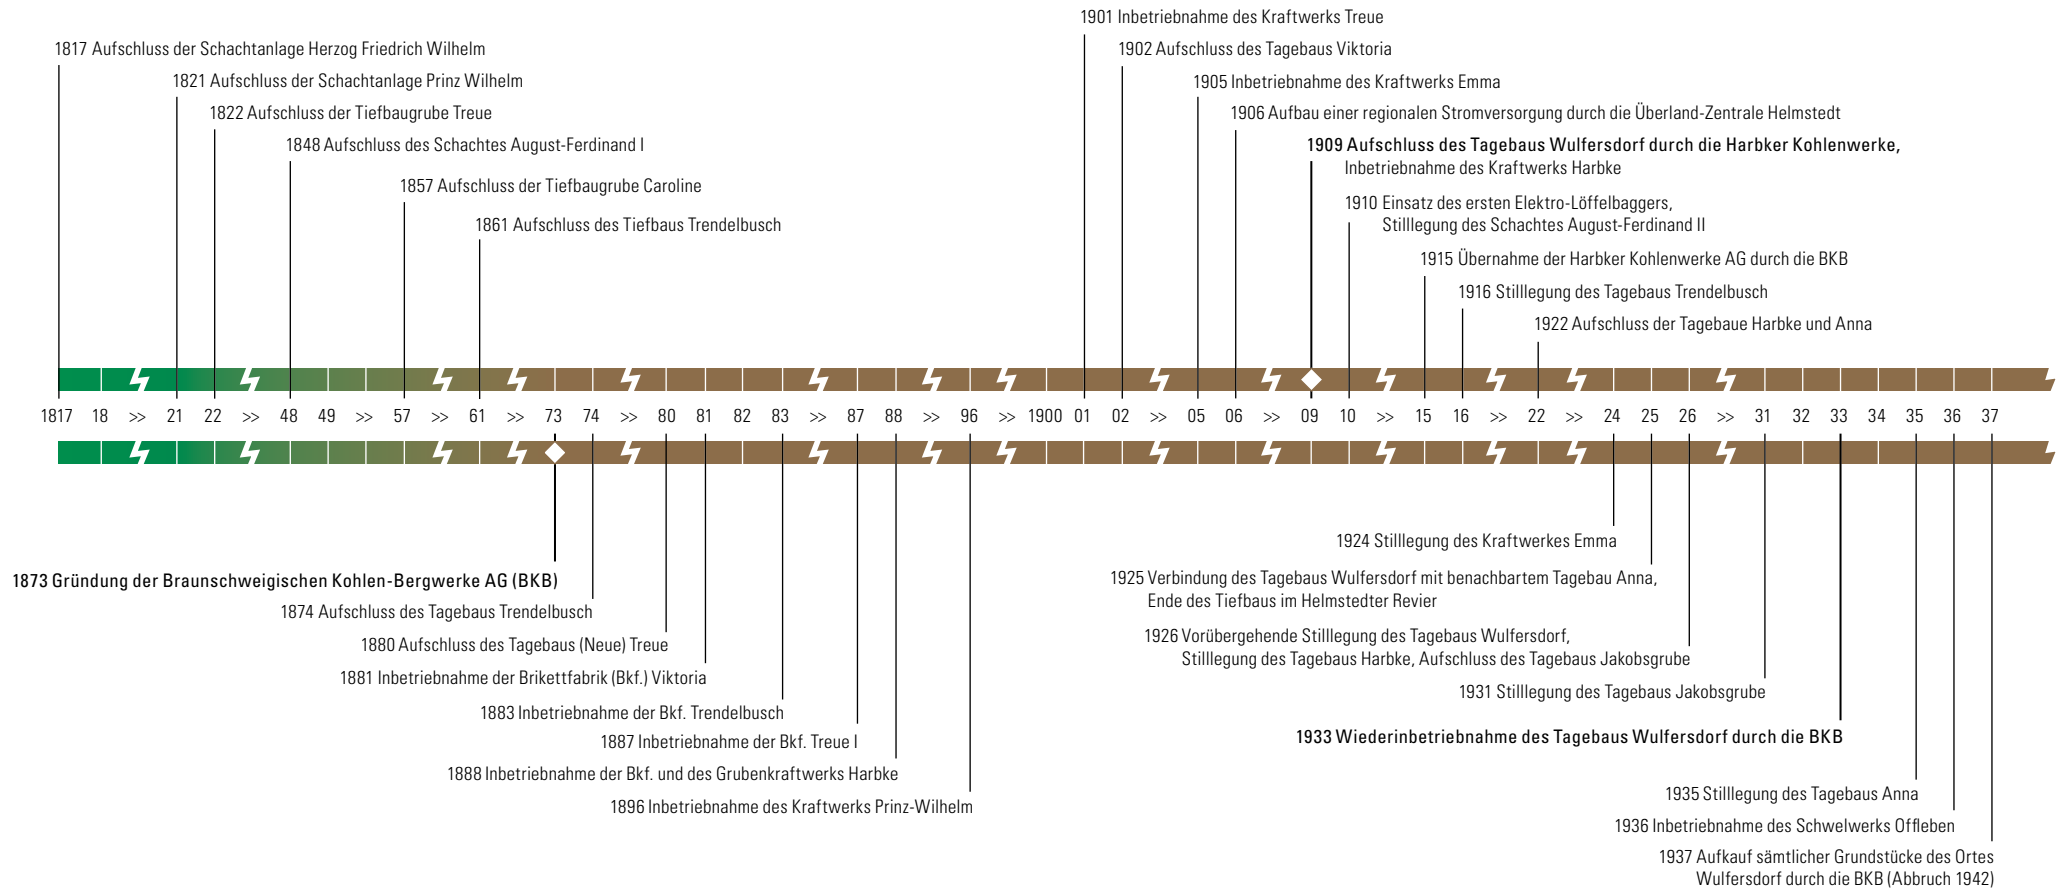 1901 Inbetriebnahme des Kraftwerks Treue
1817 Aufschluss der Schachtanlage Herzog Friedrich Wilhelm
1902 Aufschluss des Tagebaus Viktoria
1821 Aufschluss der Schachtanlage Prinz Wilhelm
1905 Inbetriebnahme des Kraftwerks Emma
1822 Aufschluss der Tiefbaugrube Treue
1906 Aufbau einer regionalen Stromversorgung durch die Überland-Zentrale Helmstedt
1848 Aufschluss des Schachtes August-Ferdinand I
1909 Aufschluss des Tagebaus Wulfersdorf durch die Harbker Kohlenwerke,
Inbetriebnahme des Kraftwerks Harbke
1857 Aufschluss der Tiefbaugrube Caroline
1910 Einsatz des ersten Elektro-Löffelbaggers,
Stilllegung des Schachtes August-Ferdinand II
1861 Aufschluss des Tiefbaus Trendelbusch
1915 Übernahme der Harbker Kohlenwerke AG durch die BKB
1916 Stilllegung des Tagebaus Trendelbusch
1922 Aufschluss der Tagebaue Harbke und Anna
1817 18 >> 21 22 >> 48 49 >> 57 >> 61 >> 73 74 >> 80 81 82 83 >> 87 88 >> 96 >> 1900 01 02 >> 05 06 >> 09 10 >> 15 16 >> 22 >> 24 25 26 >> 31 32 33 34 35 36 37
1924 Stilllegung des Kraftwerkes Emma
1873 Gründung der Braunschweigischen Kohlen-Bergwerke AG (BKB)
1925 Verbindung des Tagebaus Wulfersdorf mit benachbartem Tagebau Anna,
Ende des Tiefbaus im Helmstedter Revier
1874 Aufschluss des Tagebaus Trendelbusch
1880 Aufschluss des Tagebaus (Neue) Treue
1926 Vorübergehende Stilllegung des Tagebaus Wulfersdorf,
Stilllegung des Tagebaus Harbke, Aufschluss des Tagebaus Jakobsgrube
1881 Inbetriebnahme der Brikettfabrik (Bkf.) Viktoria
1931 Stilllegung des Tagebaus Jakobsgrube
1883 Inbetriebnahme der Bkf. Trendelbusch
1933 Wiederinbetriebnahme des Tagebaus Wulfersdorf durch die BKB
1887 Inbetriebnahme der Bkf. Treue I
1888 Inbetriebnahme der Bkf. und des Grubenkraftwerks Harbke
1935 Stilllegung des Tagebaus Anna
1896 Inbetriebnahme des Kraftwerks Prinz-Wilhelm
1936 Inbetriebnahme des Schwelwerks Offleben
1937 Aufkauf sämtlicher Grundstücke des Ortes
Wulfersdorf durch die BKB (Abbruch 1942)